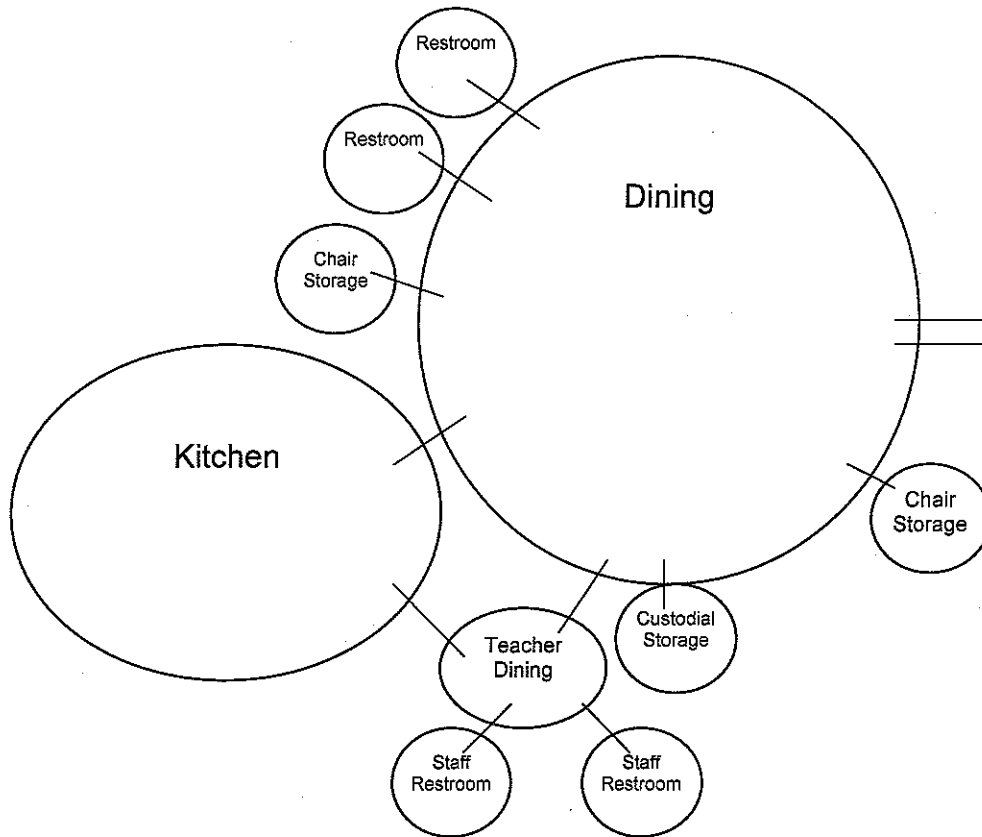 Restroom
Restroom
Dining
Chair
Storage
Kitchen
Chair
Storage
Custodial
Storage
Teacher
Dining
Staff
Restroom
Staff
Restroom